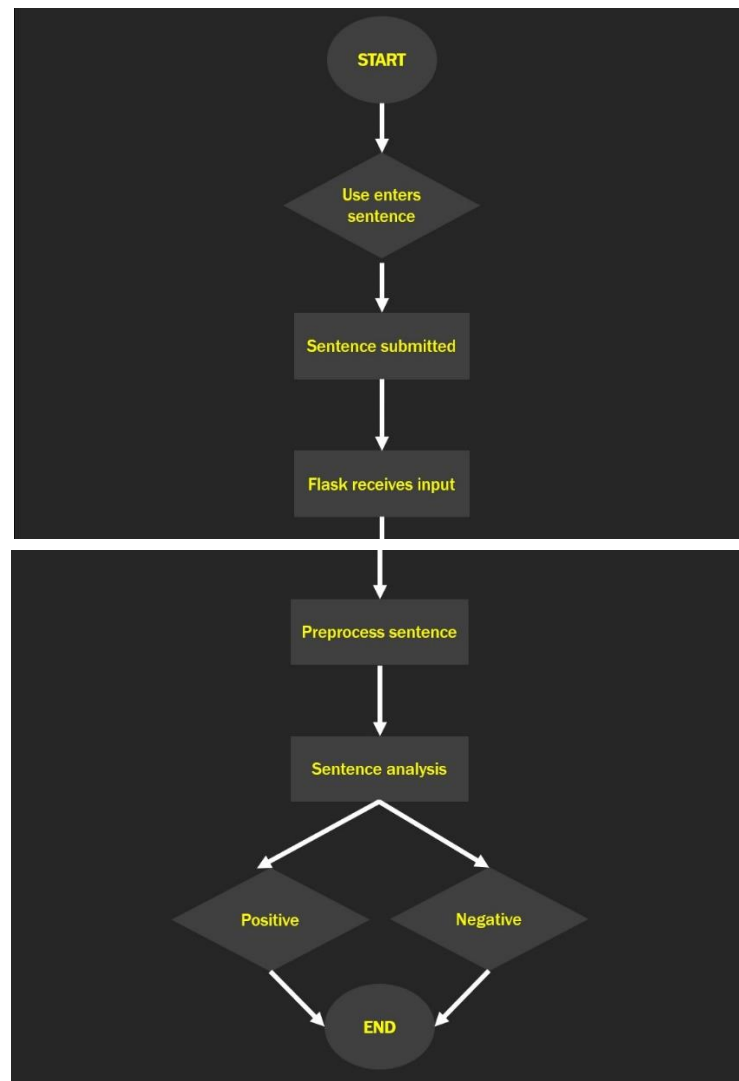 START
Use enters
sentence
Sentence submitted
Flask receives input
Preprocess sentence
Sentence analysis
Positive
Negative
END